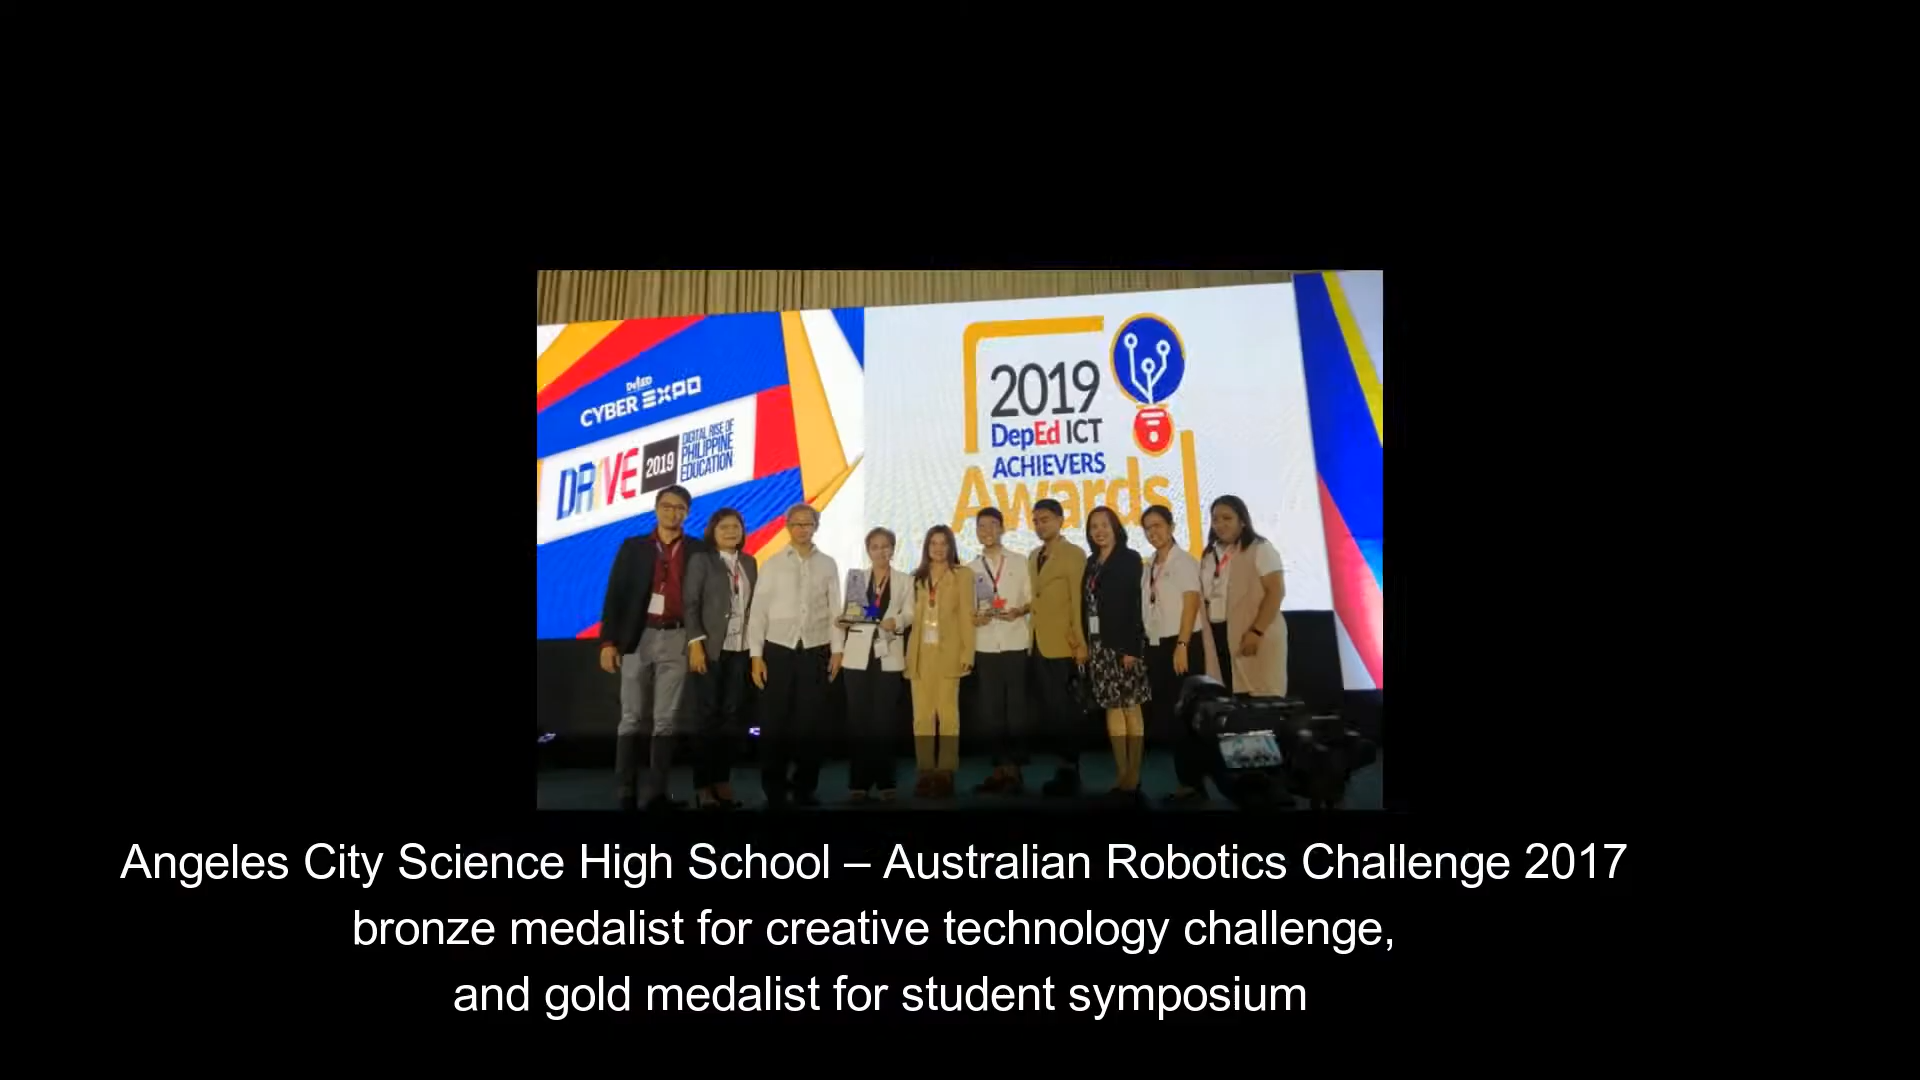 DepED
CYBER EXPO
DRIVE 2019 DIGITAL RISE OF
PHILIPPINE
EDUCATION
2019
DepEd ICT
ACHIEVERS
Awards
Angeles City Science High School – Australian Robotics Challenge 2017
bronze medalist for creative technology challenge,
and gold medalist for student symposium